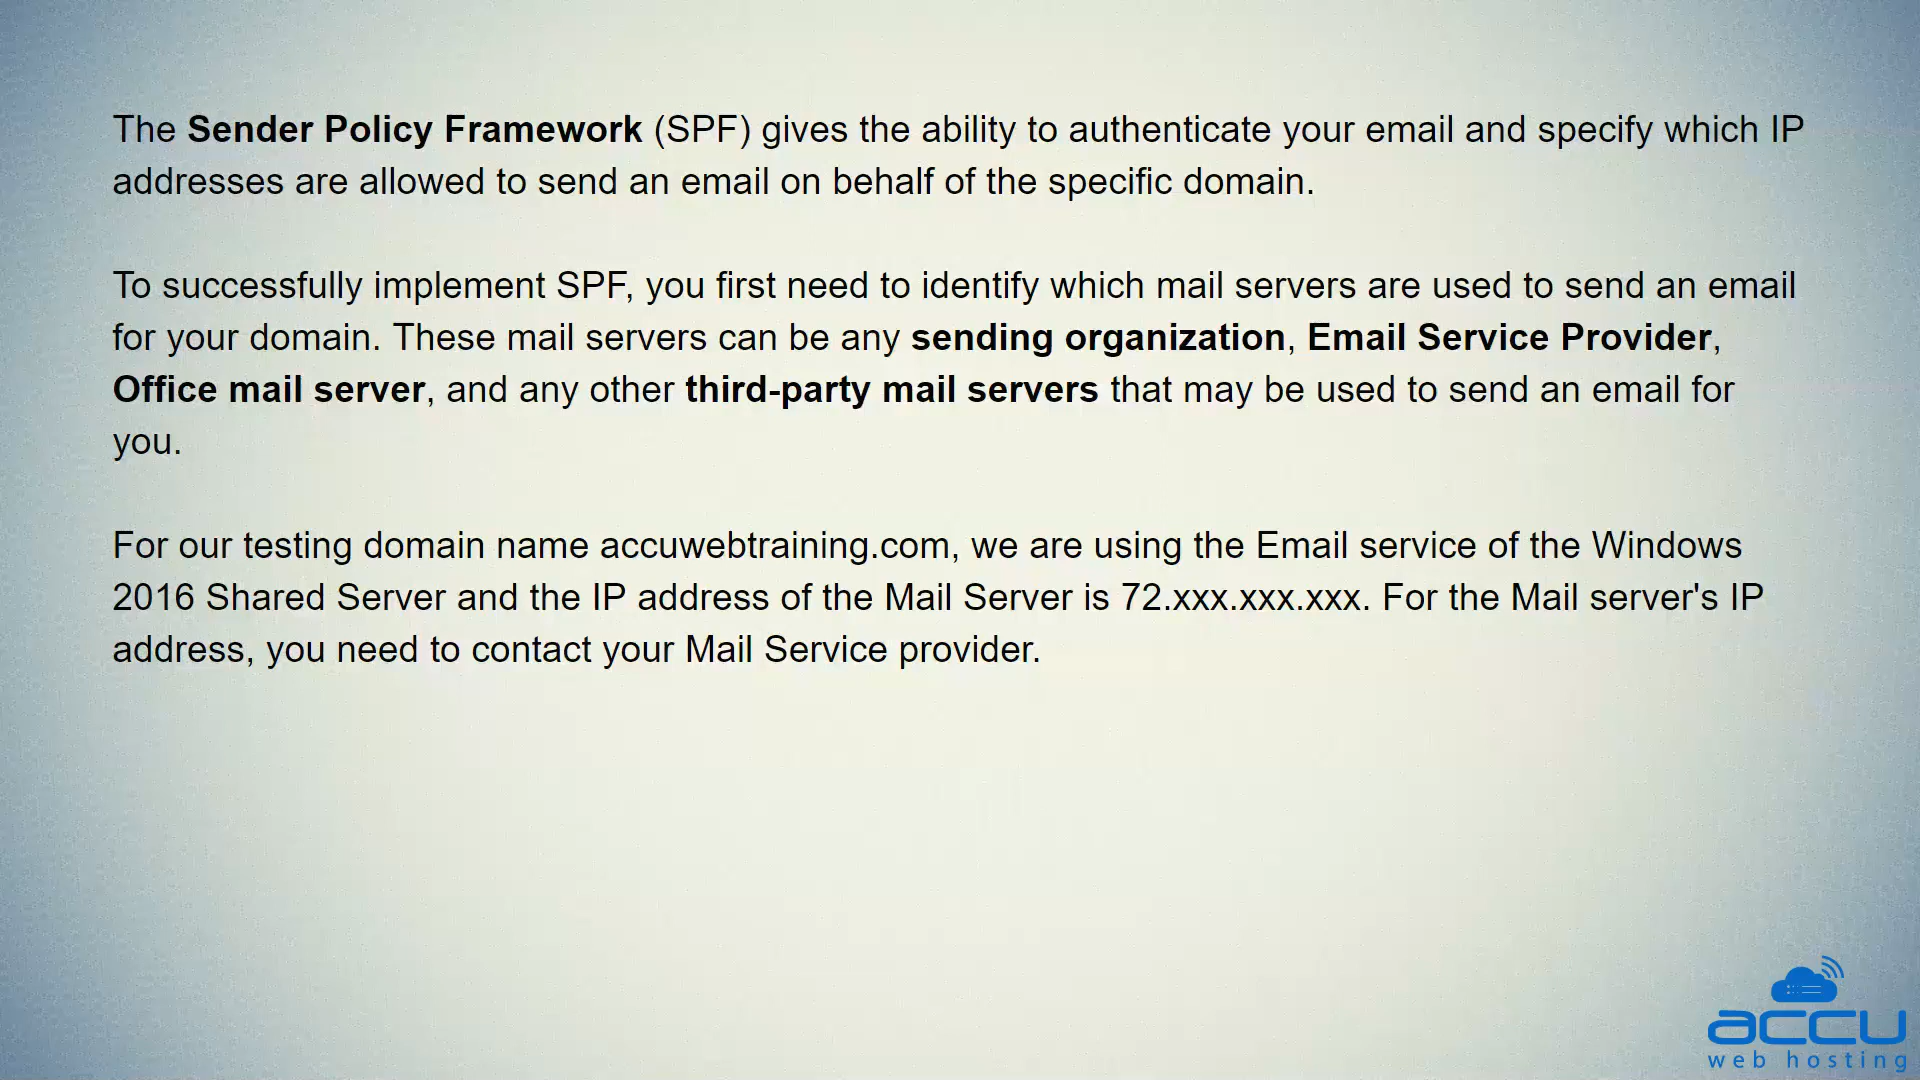 The Sender Policy Framework (SPF) gives the ability to authenticate your email and specify which IP
addresses are allowed to send an email on behalf of the specific domain.
To successfully implement SPF, you first need to identify which mail servers are used to send an email
for your domain. These mail servers can be any sending organization, Email Service Provider,
Office mail server, and any other third-party mail servers that may be used to send an email for
you.
For our testing domain name accuwebtraining.com, we are using the Email service of the Windows
2016 Shared Server and the IP address of the Mail Server is 72.xxx.xxx.xxx. For the Mail server's IP
address, you need to contact your Mail Service provider.
accu
web hosting